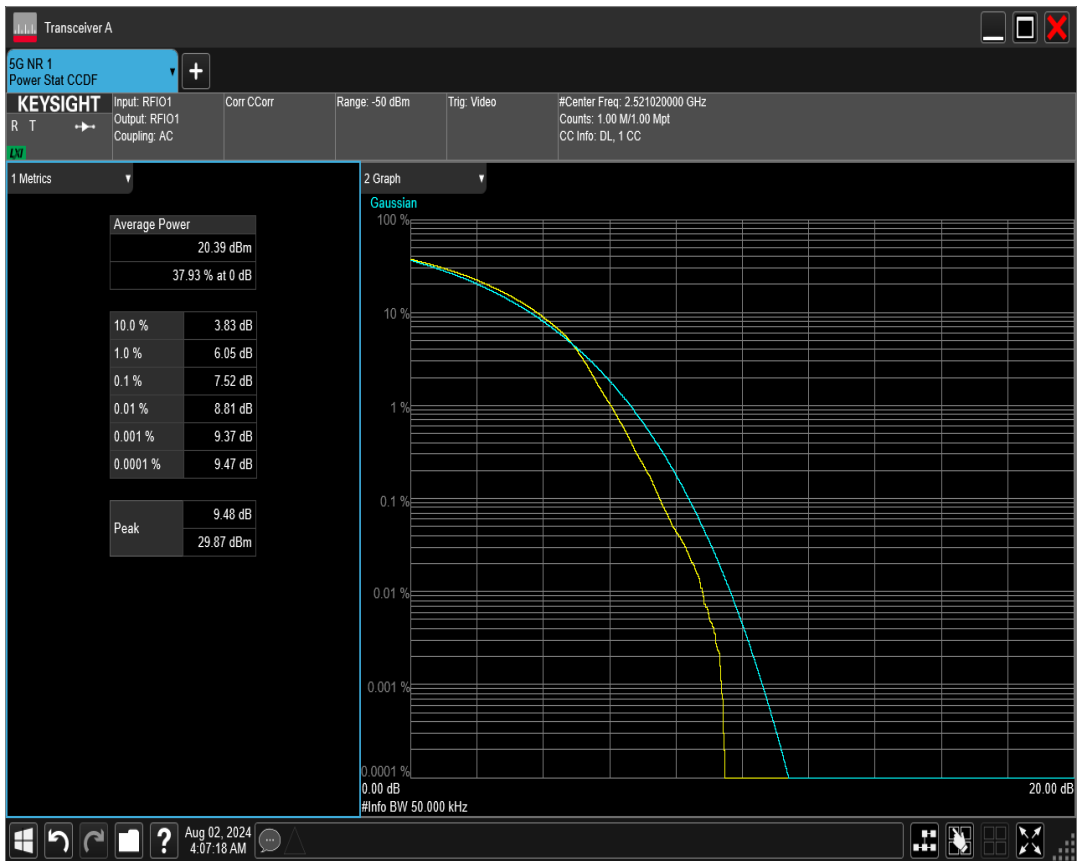 Transceiver A
5G NR 1
Power Stat CCDF
+
KEYSIGHT
R T
LXI
Input: RFIO1
Output: RFIO1
Coupling: AC
Corr CCorr
Range: -50 dBm
Trig: Video
#Center Freq: 2.521020000 GHz
Counts: 1.00 M/1.00 Mpt
CC Info: DL, 1 CC
1 Metrics
Average Power
20.39 dBm
37.93 % at 0 dB
10.0 % 3.83 dB
1.0 % 6.05 dB
0.1 % 7.52 dB
0.01 % 8.81 dB
0.001 % 9.37 dB
0.0001 % 9.47 dB
Peak 9.48 dB
29.87 dBm
2 Graph
Gaussian
100 %
10 %
1 %
0.1 %
0.01 %
0.001 %
0.0001 %
0.00 dB 20.00 dB
#Info BW 50.000 kHz
?
Aug 02, 2024
4:07:18 AM